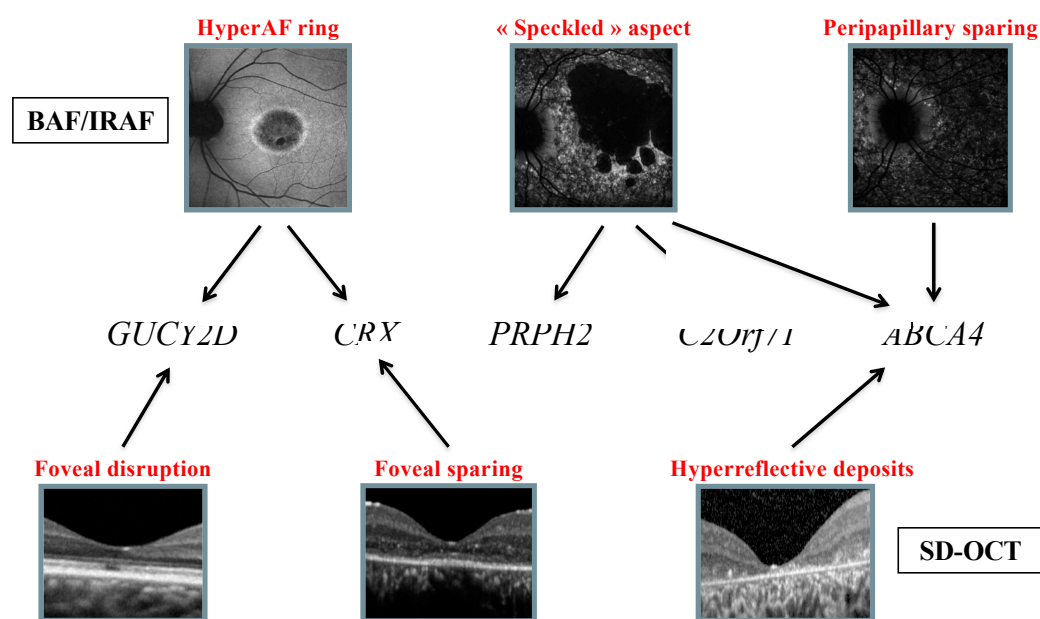 HyperAF ring
« Speckled » aspect
Peripapillary sparing
BAF/IRAF
GUCY2D
CRX
PRPH2
C2Orf71
ABCA4
Foveal disruption
Foveal sparing
Hyperreflective deposits
SD-OCT